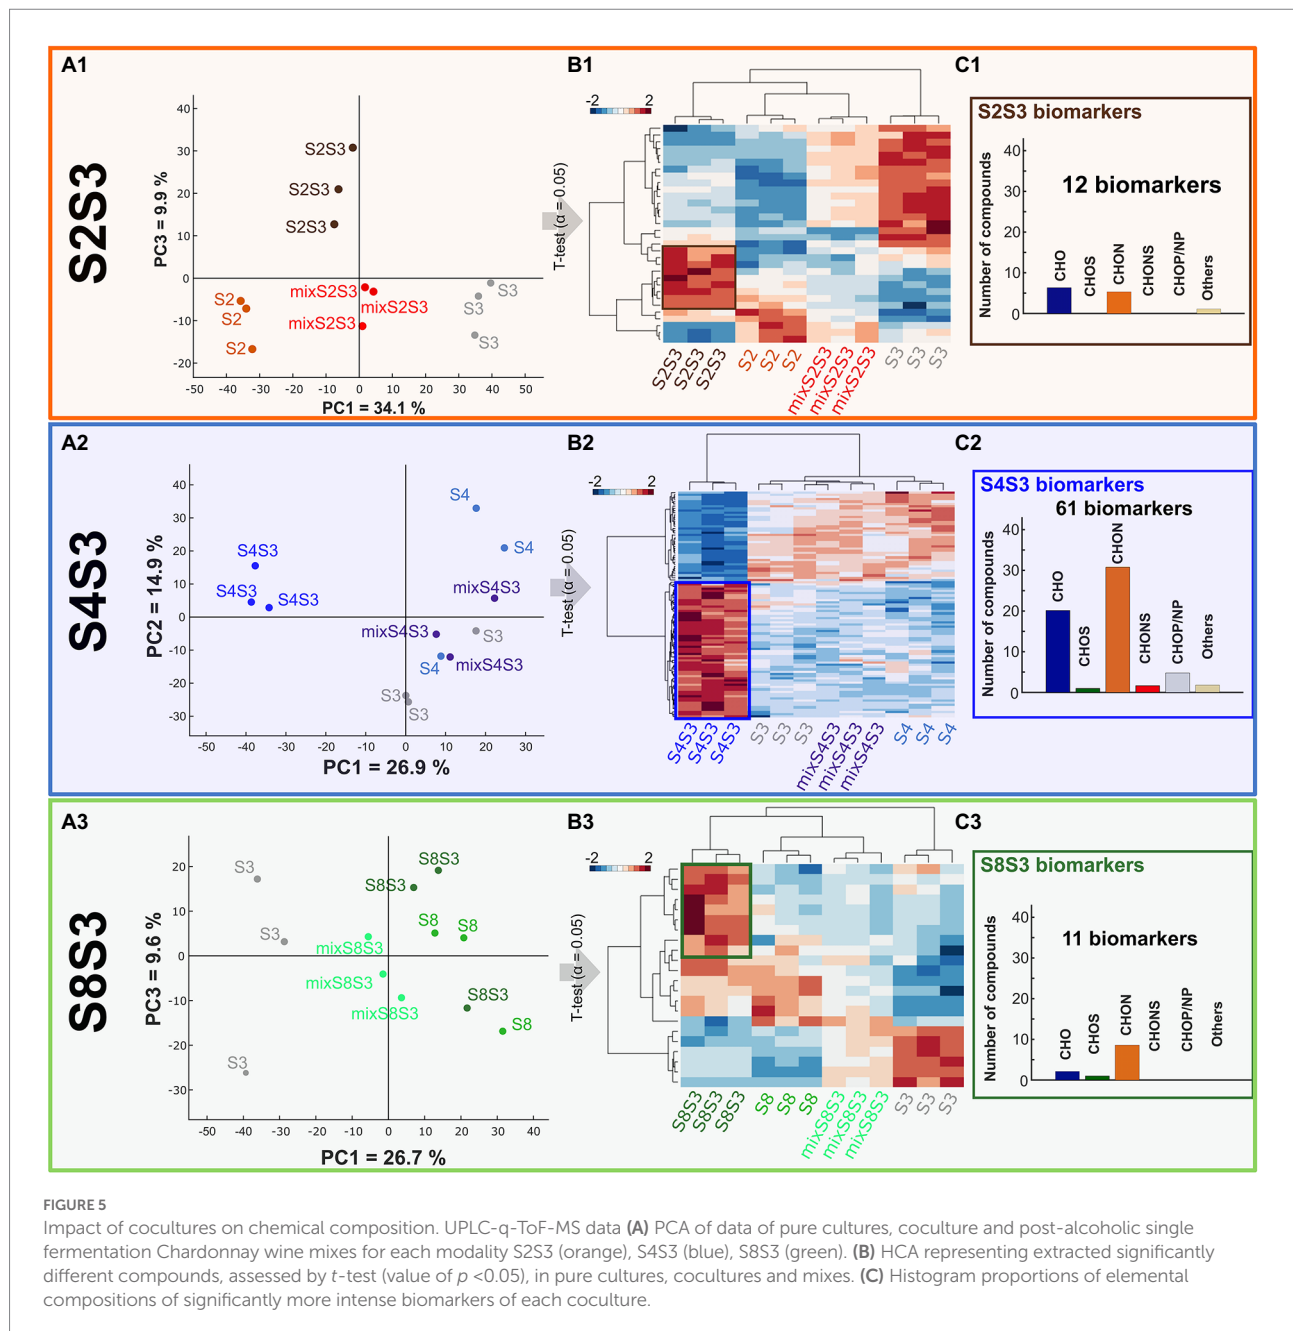 S2S3
A1
40
30
20
10
0
-10
-20
PC3 = 9.9 %
S2S3
S2S3
S2S3
mixS2S3
mixS2S3
mixS2S3
S2
S2
S2
S3
S3
S3
-50 -40 -30 -20 -10 0 10 20 30 40 50
PC1 = 34.1 %
T-test (α = 0.05)
B1
-2 2
S2S3 S2S3 S2S3 S2 S2 S2 mixS2S3 mixS2S3 mixS2S3 S3 S3 S3
C1
S2S3 biomarkers
12 biomarkers
Number of compounds
40
30
20
10
0
CHO CHOS CHON CHONS CHOP/NP Others
S4S3
A2
40
30
20
10
0
-10
-20
-30
PC2 = 14.9 %
S4
S4
S4S3
S4S3
S4S3
mixS4S3
mixS4S3
S3
S4
mixS4S3
S3
S3
-50 -40 -30 -20 -10 0 10 20 30
PC1 = 26.9 %
T-test (α = 0.05)
B2
-2 2
S4S3 S4S3 S4S3 S3 S3 S3 mixS4S3 mixS4S3 mixS4S3 S4 S4 S4
C2
S4S3 biomarkers
61 biomarkers
Number of compounds
40
30
20
10
0
CHO CHOS CHON CHONS CHOP/NP Others
S8S3
A3
20
10
0
-10
-20
-30
PC3 = 9.6 %
S3
S3
S3
S8S3
S8S3
S8
S8
mixS8S3
mixS8S3
mixS8S3
S8S3
S8
-50 -40 -30 -20 -10 0 10 20 30 40
PC1 = 26.7 %
T-test (α = 0.05)
B3
-2 2
S8S3 S8S3 S8S3 S8 S8 S8 mixS8S3 mixS8S3 mixS8S3 S3 S3 S3
C3
S8S3 biomarkers
11 biomarkers
Number of compounds
40
30
20
10
0
CHO CHOS CHON CHONS CHOP/NP Others
FIGURE 5
Impact of cocultures on chemical composition. UPLC-q-ToF-MS data (A) PCA of data of pure cultures, coculture and post-alcoholic single
fermentation Chardonnay wine mixes for each modality S2S3 (orange), S4S3 (blue), S8S3 (green). (B) HCA representing extracted significantly
different compounds, assessed by t-test (value of p <0.05), in pure cultures, cocultures and mixes. (C) Histogram proportions of elemental
compositions of significantly more intense biomarkers of each coculture.